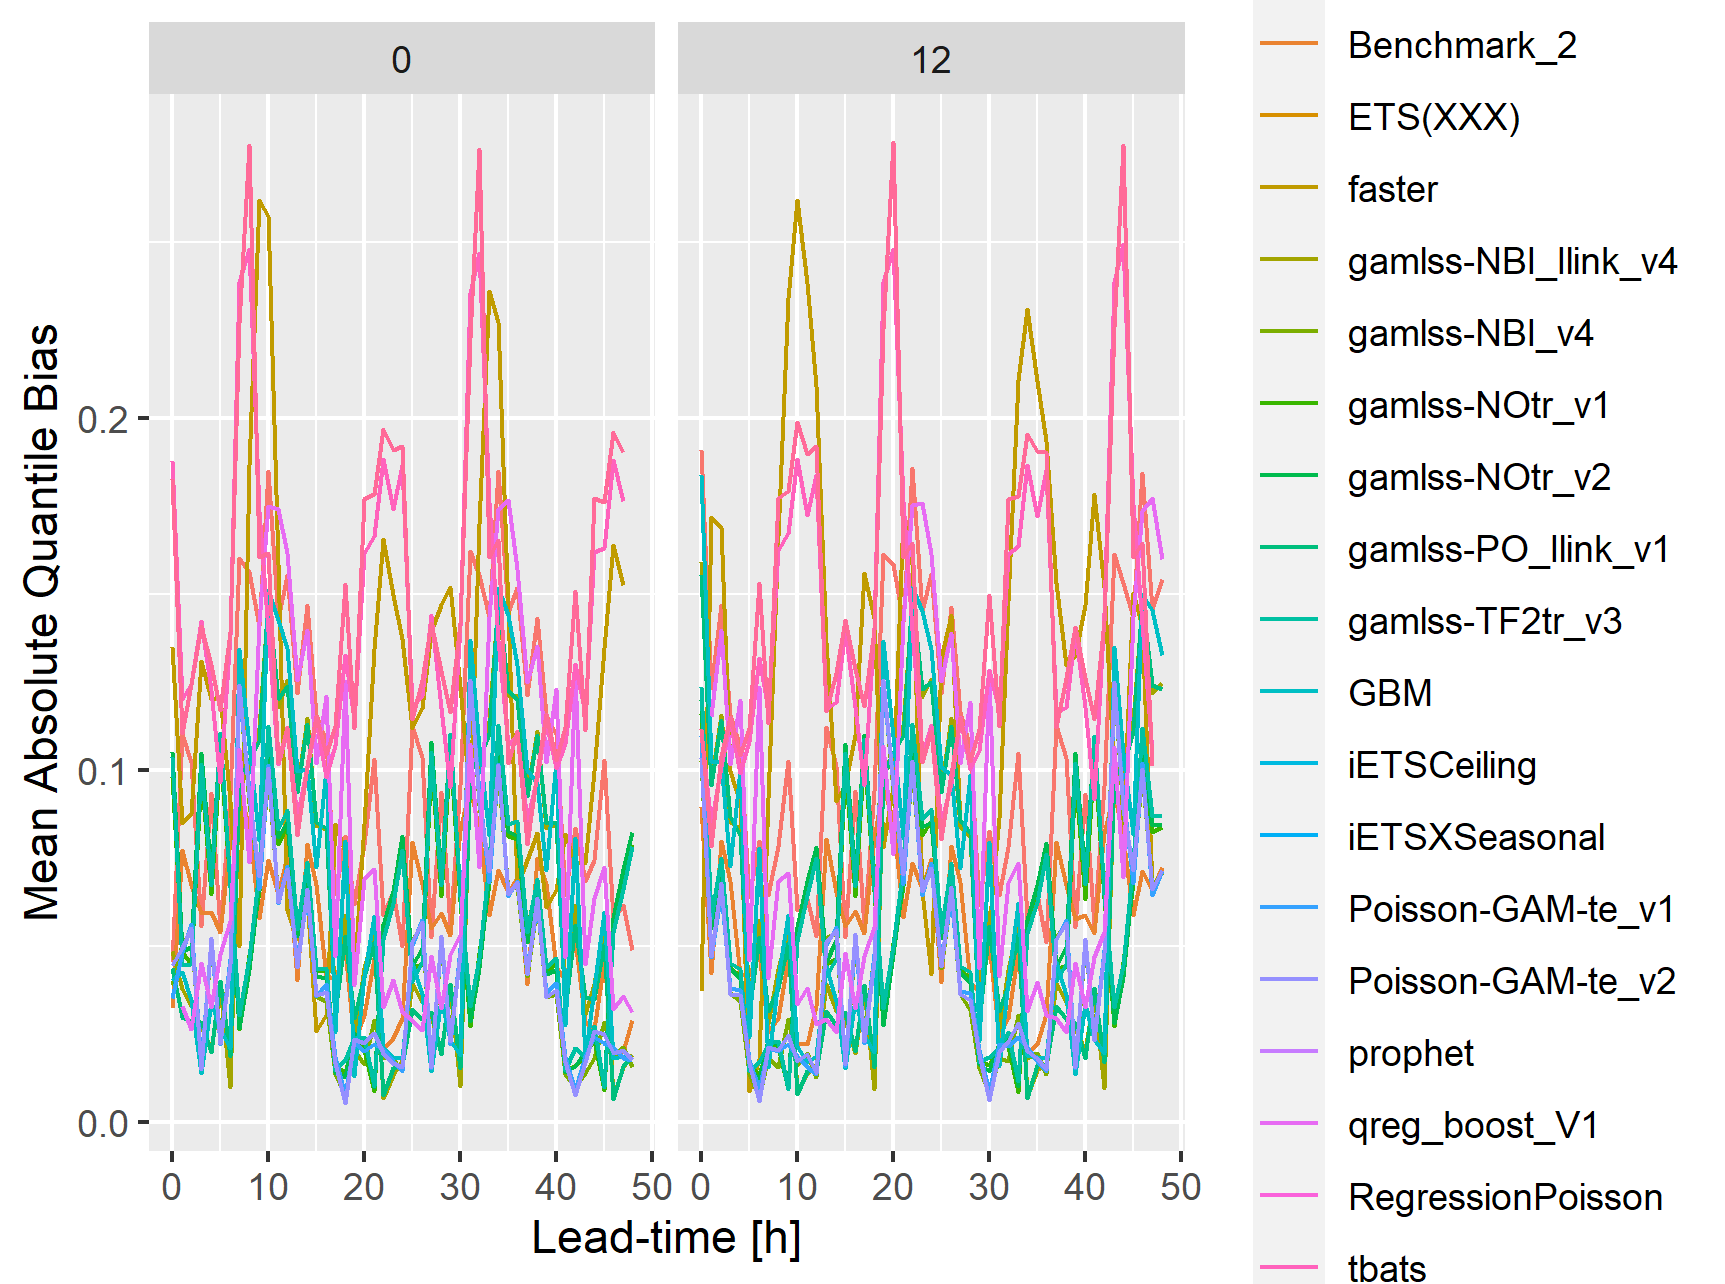 0
12
Mean Absolute Quantile Bias
0.2
0.1
0.0
0 10 20 30 40 50
0 10 20 30 40 50
Lead-time [h]
Benchmark_2
ETS(XXX)
faster
gamlss-NBI_llink_v4
gamlss-NBI_v4
gamlss-NOtr_v1
gamlss-NOtr_v2
gamlss-PO_llink_v1
gamlss-TF2tr_v3
GBM
iETSCeiling
iETSXSeasonal
Poisson-GAM-te_v1
Poisson-GAM-te_v2
prophet
qreg_boost_V1
RegressionPoisson
tbats